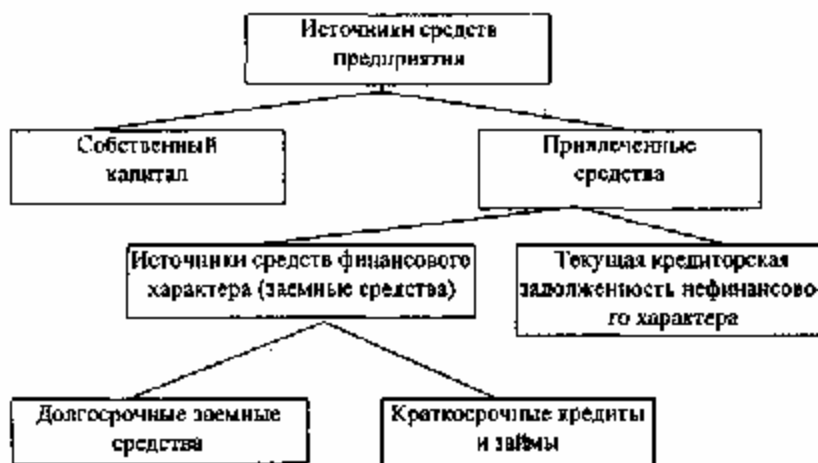 Источники средств
предприятия
Собственный
капитал
Привлеченные
средства
Источники средств финансового
характера (заемные средства)
Текущая кредиторская
задолженность нефинансово-
го характера
Долгосрочные заемные
средства
Краткосрочные кредиты
и займы